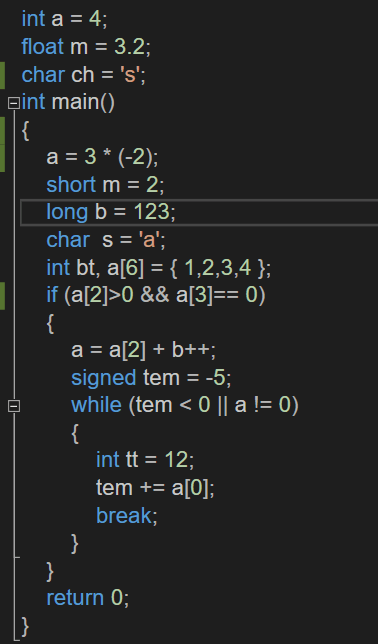 int a = 4;
float m = 3.2;
char ch = 's';
int main()
{
    a = 3 * (-2);
    short m = 2;
    long b = 123;
    char  s = 'a';
    int bt, a[6] = { 1,2,3,4 };
    if (a[2]>0 && a[3]== 0)
    {
        a = a[2] + b++;
        signed tem = -5;
        while (tem < 0 || a != 0)
        {
            int tt = 12;
            tem += a[0];
            break;
        }
    }
    return 0;
}